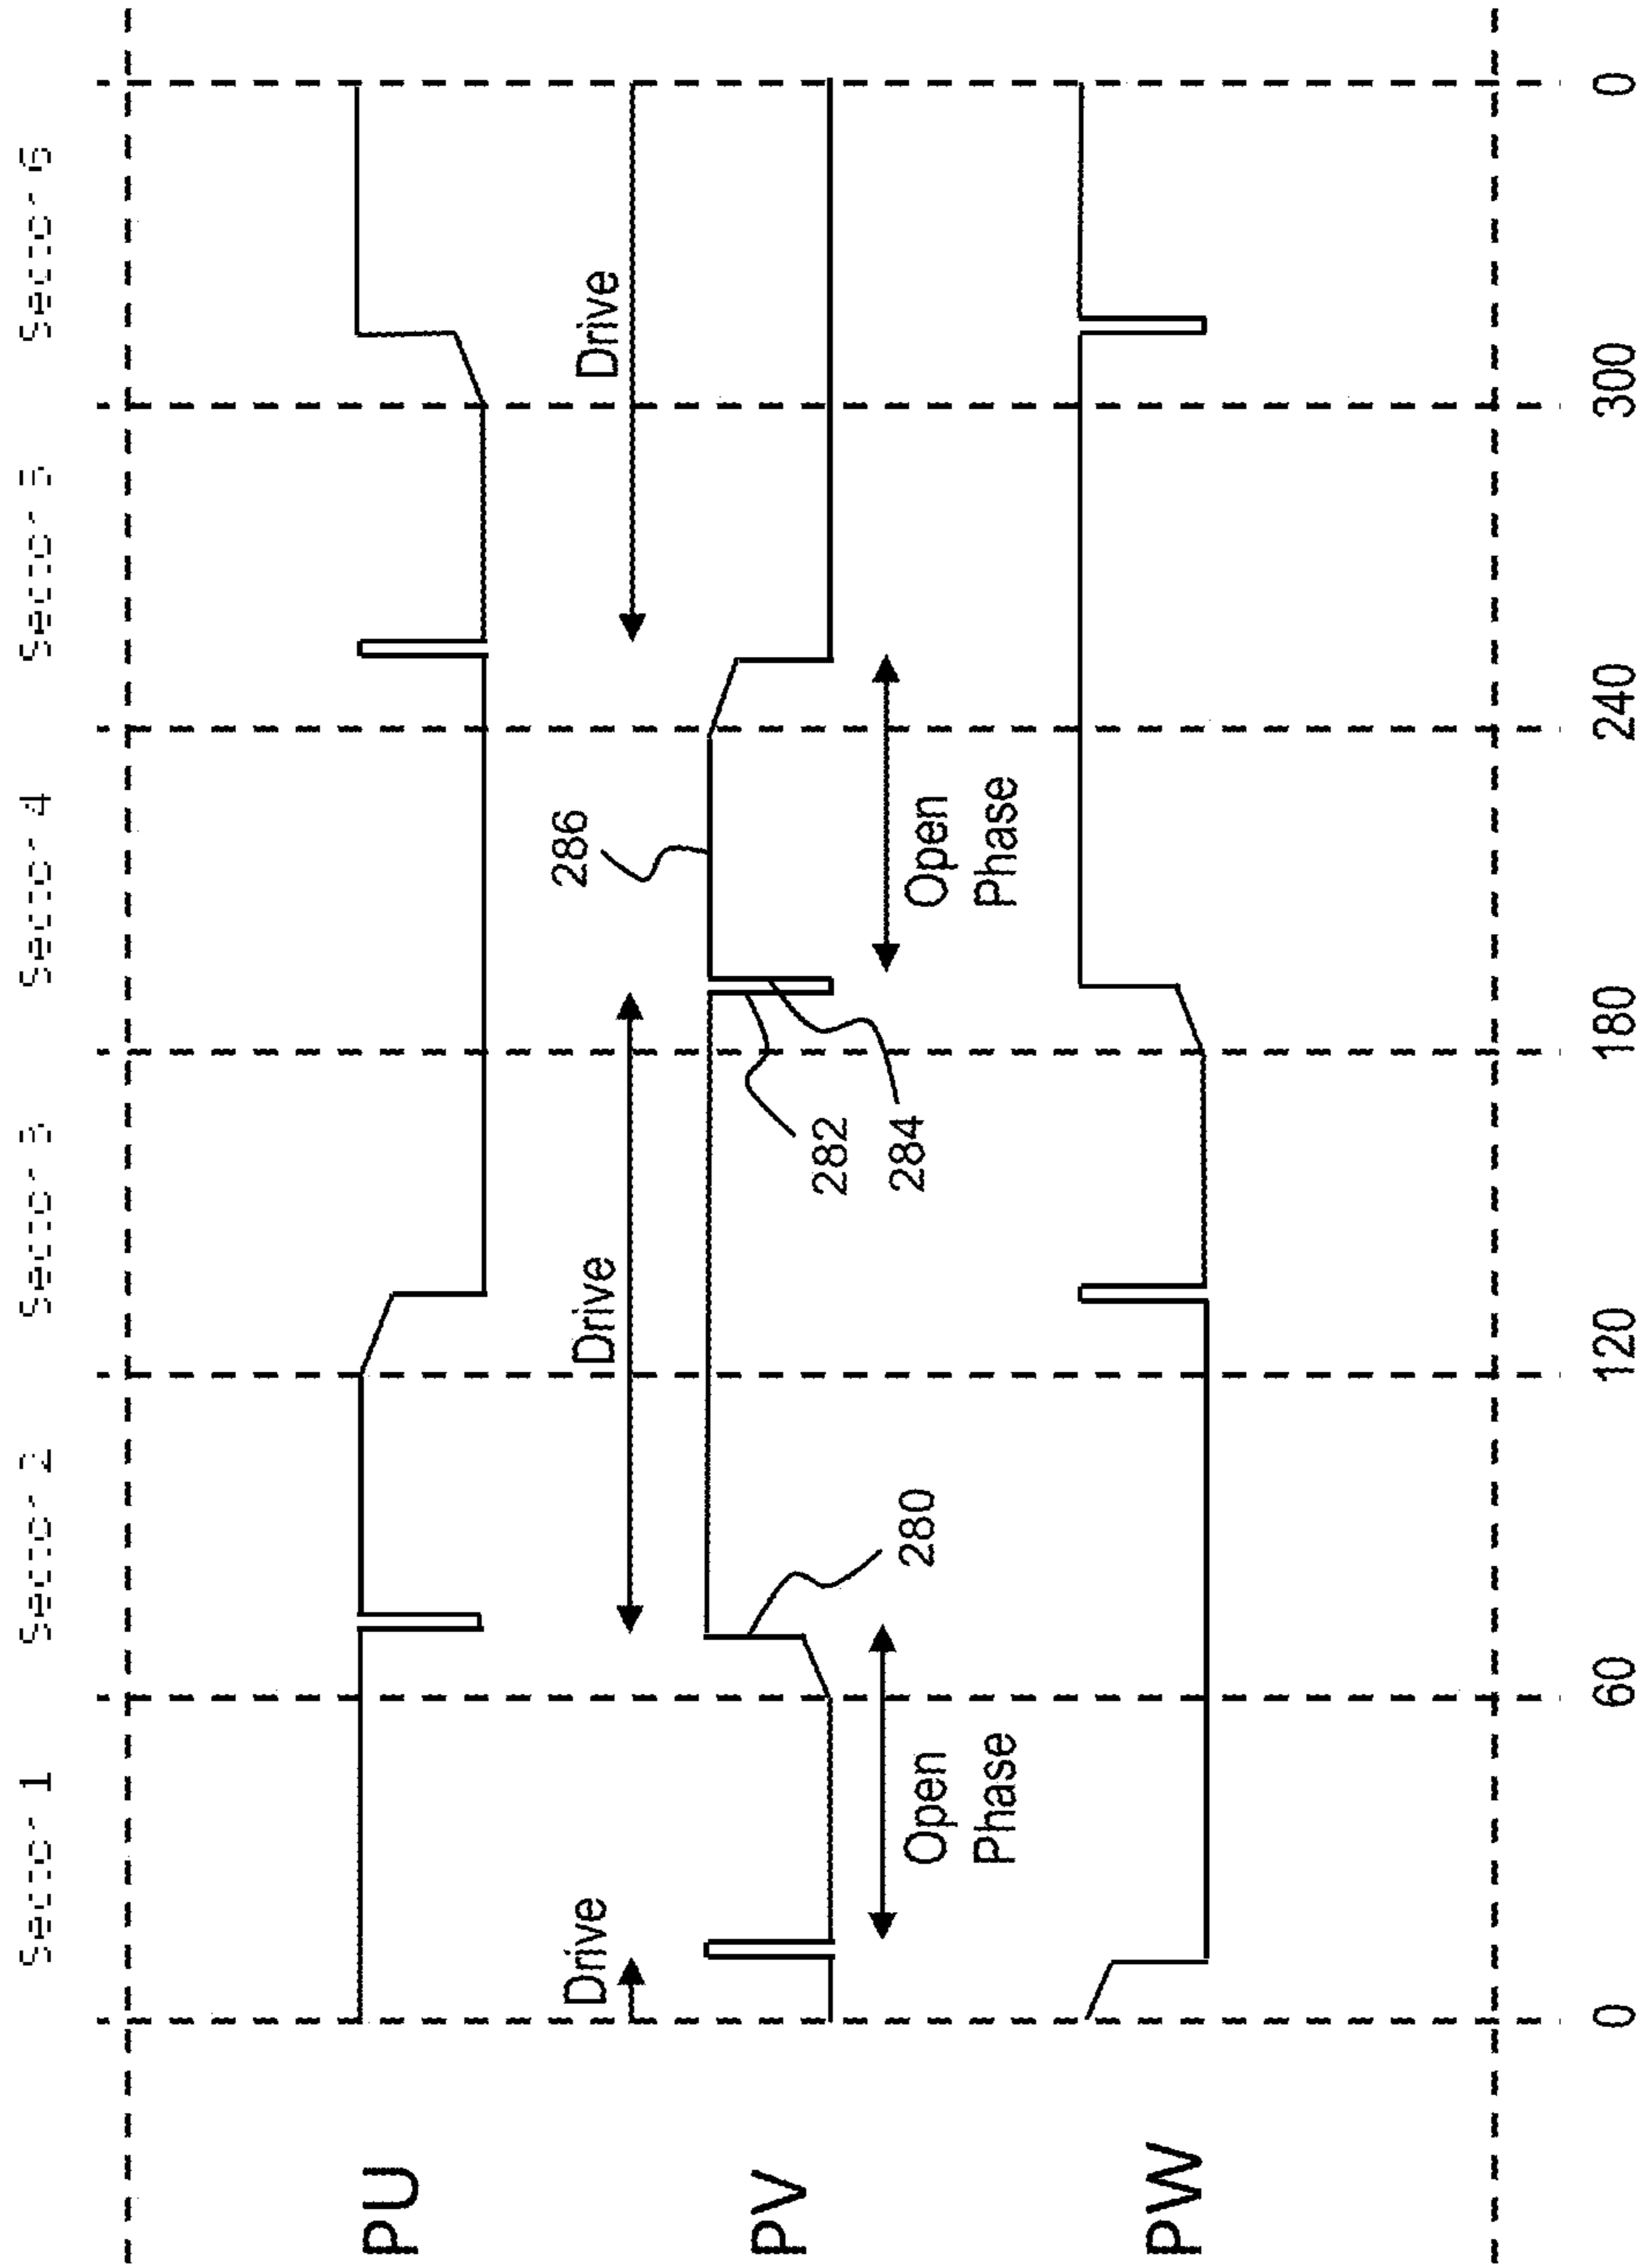 Sector 1 Sector 2 Sector 3 Sector 4 Sector 5 Sector 6
PU
Drive Drive Drive
286
PV
282
280 284
Open Phase Open Phase
PW
0 60 120 180 240 300 0